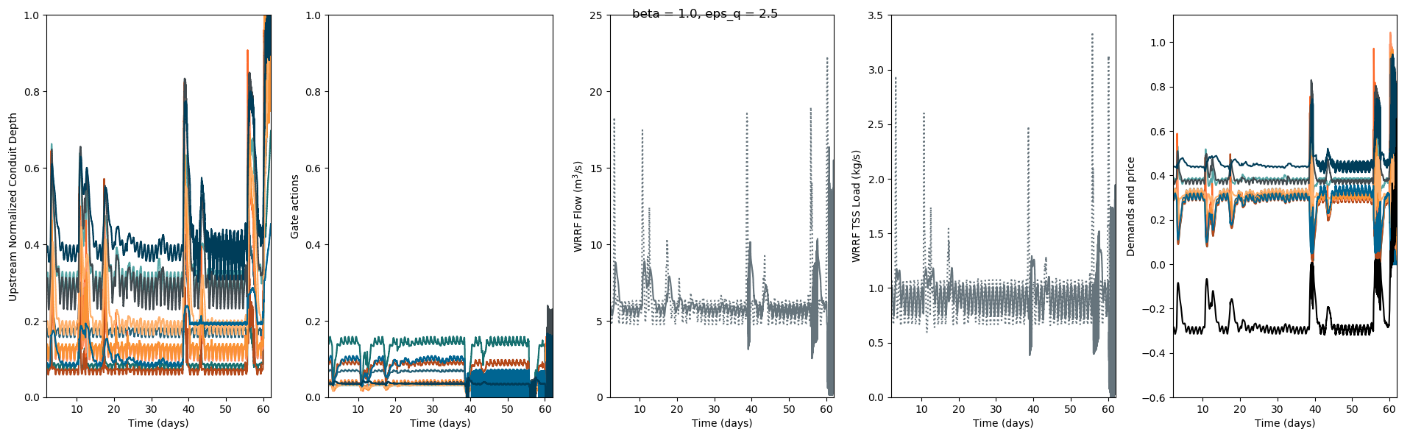 beta = 1.0, eps_q = 2.5
Upstream Normalized Conduit Depth
1.0
0.8
0.6
0.4
0.2
0.0
10 20 30 40 50 60
Time (days)
Gate actions
1.0
0.8
0.6
0.4
0.2
0.0
10 20 30 40 50 60
Time (days)
WRRF Flow (m³/s)
25
20
15
10
5
0
10 20 30 40 50 60
Time (days)
WRRF TSS Load (kg/s)
3.5
3.0
2.5
2.0
1.5
1.0
0.5
0.0
10 20 30 40 50 60
Time (days)
Demands and price
1.0
0.8
0.6
0.4
0.2
0.0
−0.2
−0.4
−0.6
10 20 30 40 50 60
Time (days)